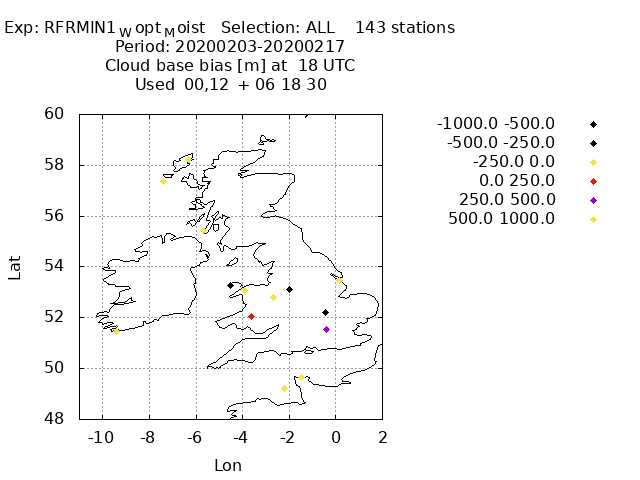 Exp: RFRMIN1 W opt M oist   Selection: ALL    143 stations
Period: 20200203-20200217
Cloud base bias [m] at  18 UTC
Used  00,12  + 06 18 30
-1000.0 -500.0
-500.0 -250.0
-250.0 0.0
0.0 250.0
250.0 500.0
500.0 1000.0
60
58
56
54
52
50
48
Lat
-10 -8 -6 -4 -2 0 2
Lon